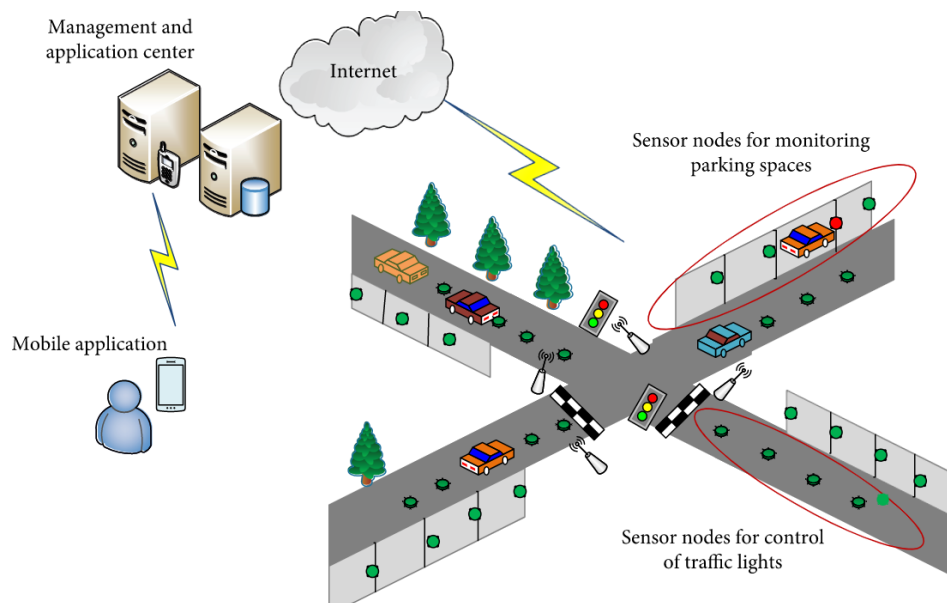 Management and
application center
Internet
Sensor nodes for monitoring
parking spaces
Mobile application
Sensor nodes for control
of traffic lights